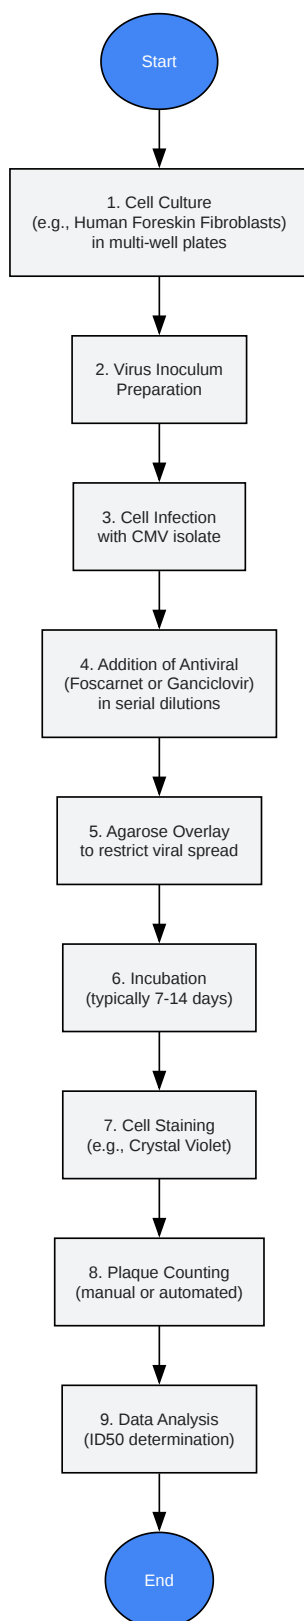 Start
1. Cell Culture
(e.g., Human Foreskin Fibroblasts)
in multi-well plates
2. Virus Inoculum
Preparation
3. Cell Infection
with CMV isolate
4. Addition of Antiviral
(Foscarnet or Ganciclovir)
in serial dilutions
5. Agarose Overlay
to restrict viral spread
6. Incubation
(typically 7-14 days)
7. Cell Staining
(e.g., Crystal Violet)
8. Plaque Counting
(manual or automated)
9. Data Analysis
(ID50 determination)
End